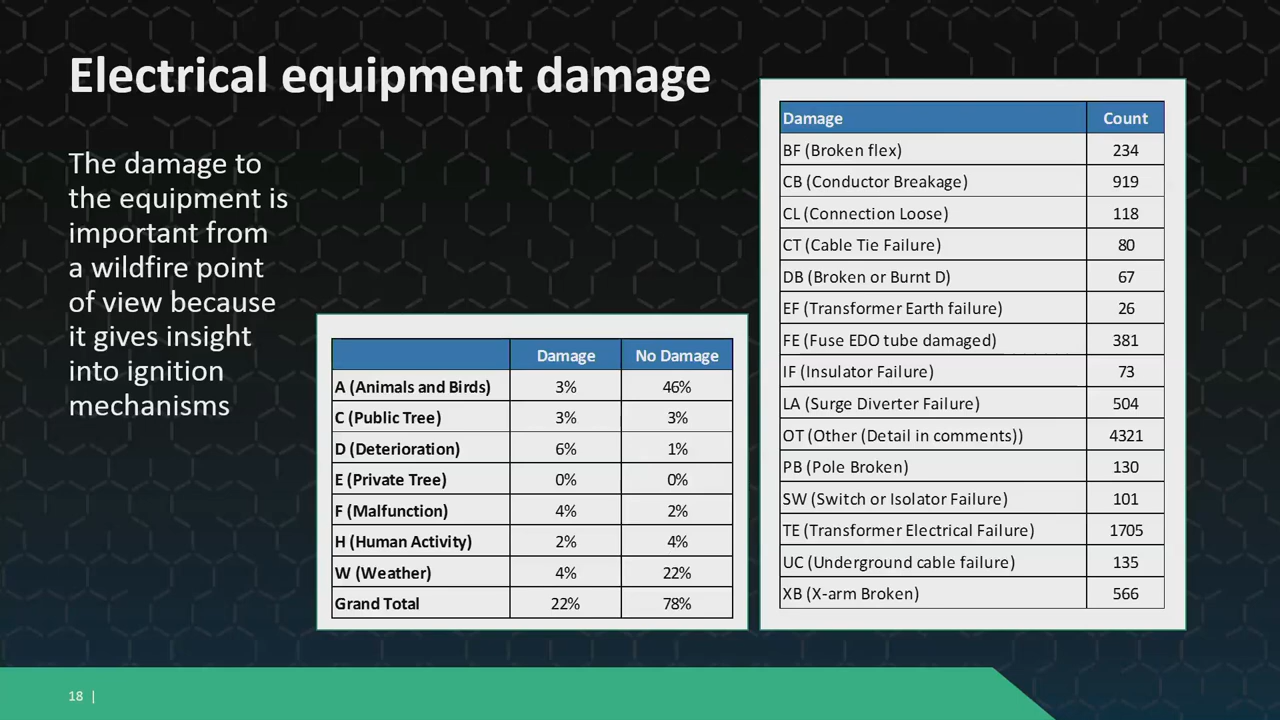 Electrical equipment damage
The damage to
the equipment is
important from
a wildfire point
of view because
it gives insight
into ignition
mechanisms
Damage No Damage
A (Animals and Birds) 3% 46%
C (Public Tree) 3% 3%
D (Deterioration) 6% 1%
E (Private Tree) 0% 0%
F (Malfunction) 4% 2%
H (Human Activity) 2% 4%
W (Weather) 4% 22%
Grand Total 22% 78%
Damage Count
BF (Broken flex) 234
CB (Conductor Breakage) 919
CL (Connection Loose) 118
CT (Cable Tie Failure) 80
DB (Broken or Burnt D) 67
EF (Transformer Earth failure) 26
FE (Fuse EDO tube damaged) 381
IF (Insulator Failure) 73
LA (Surge Diverter Failure) 504
OT (Other (Detail in comments)) 4321
PB (Pole Broken) 130
SW (Switch or Isolator Failure) 101
TE (Transformer Electrical Failure) 1705
UC (Underground cable failure) 135
XB (X-arm Broken) 566
18 |